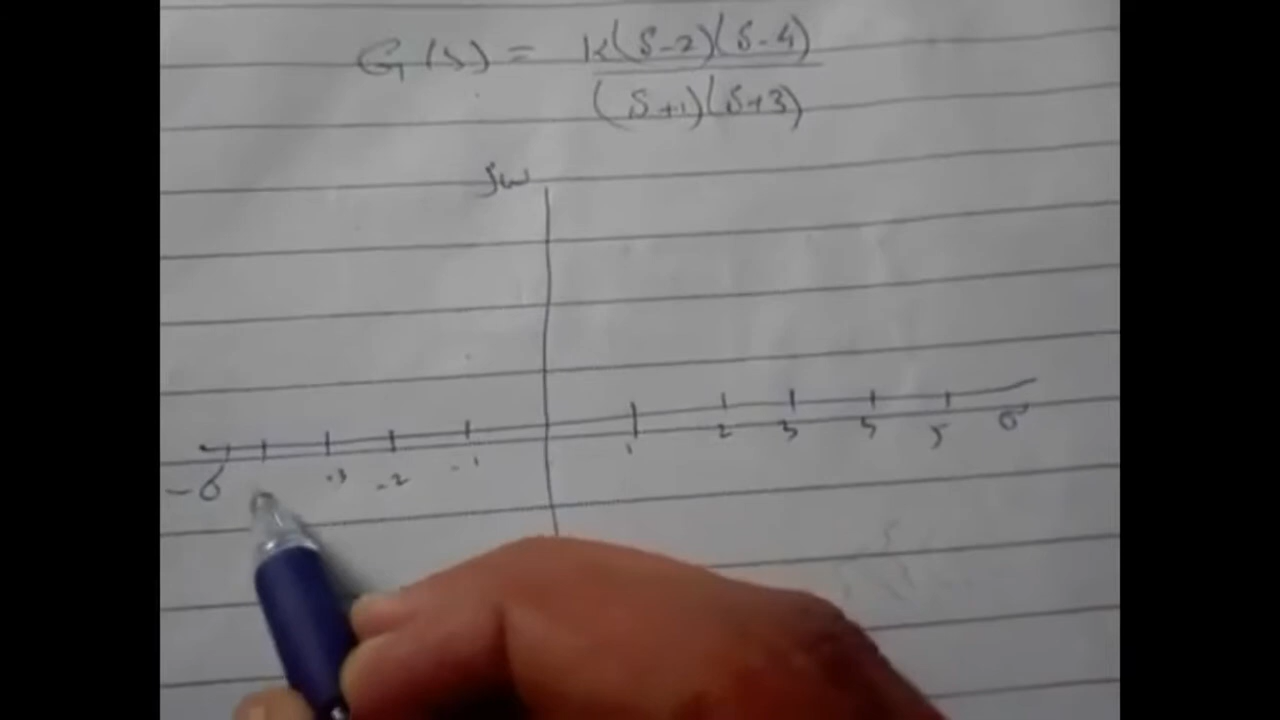 G(s) = K(s-2)(s-4)
(s+1)(s+3)
jω
1 2 3 5 5 σ
-σ -3 -2 -1